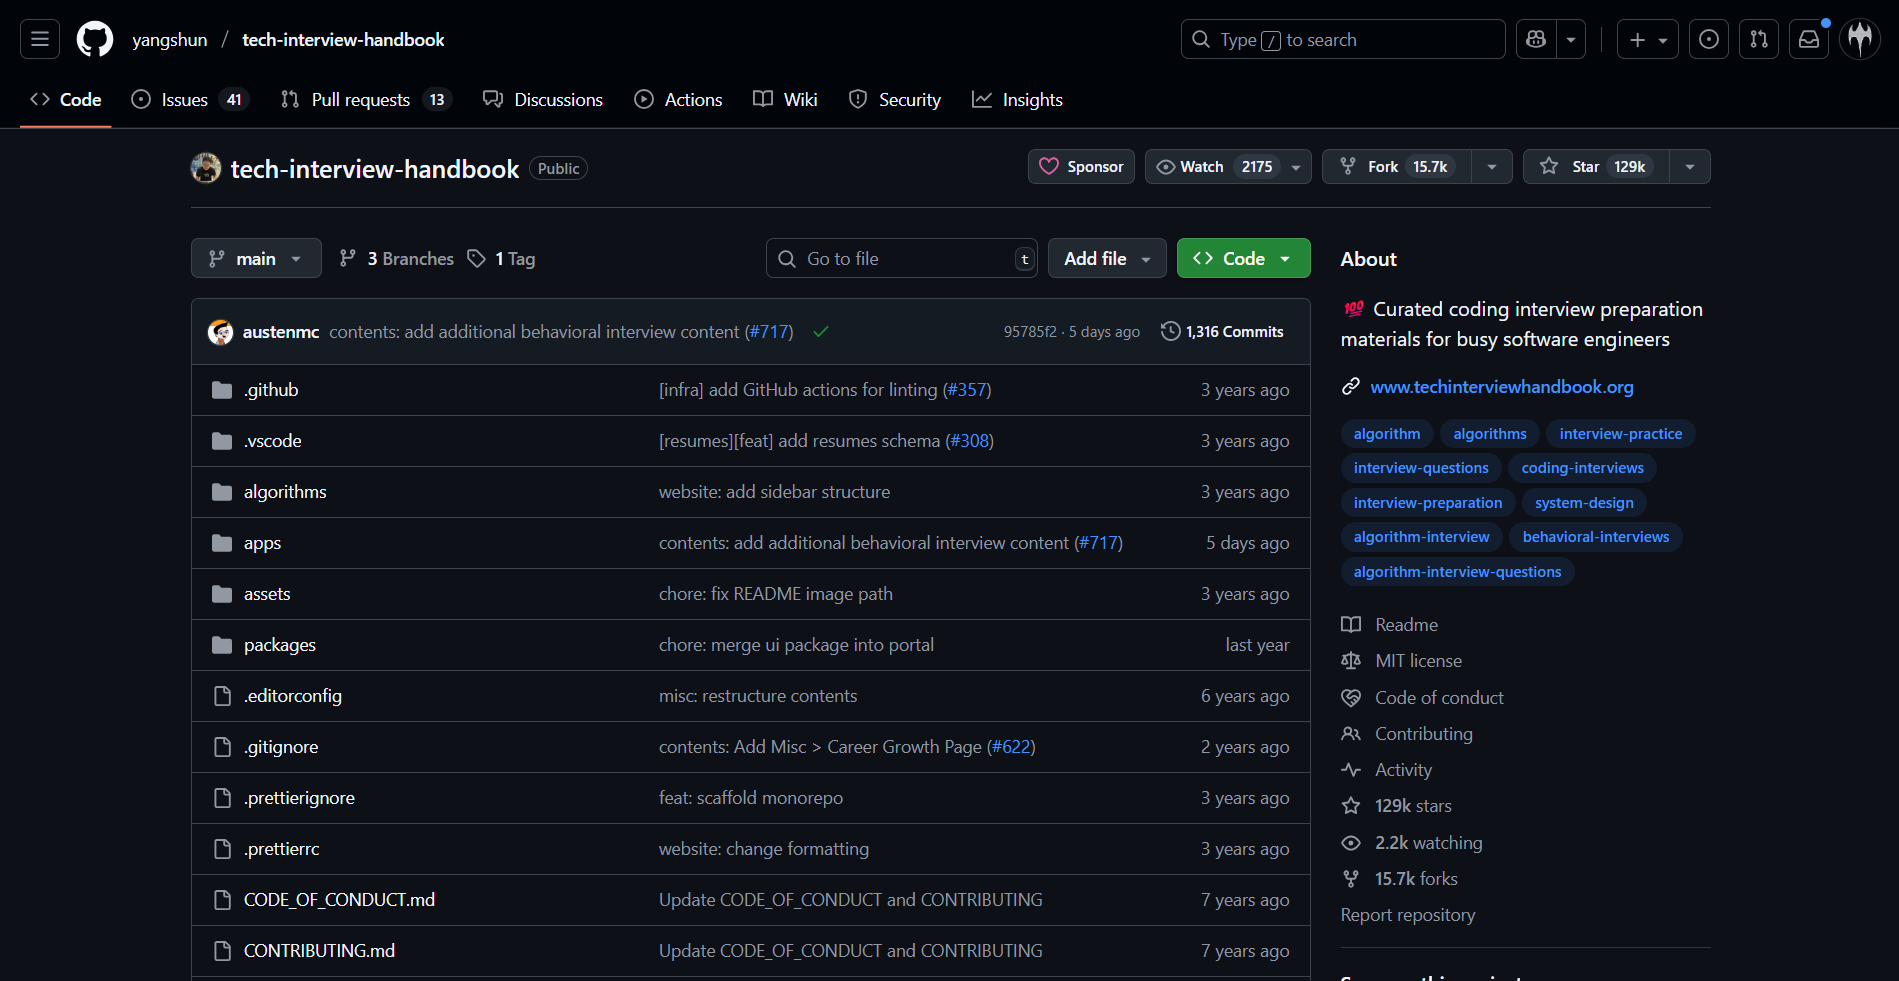 yangshun / tech-interview-handbook
Type / to search
Code
Issues 41
Pull requests 13
Discussions
Actions
Wiki
Security
Insights
tech-interview-handbook Public
Sponsor
Watch 2175
Fork 15.7k
Star 129k
main
3 Branches
1 Tag
Go to file t
Add file
Code
austenmc contents: add additional behavioral interview content (#717)
95785f2 · 5 days ago
1,316 Commits
.github [infra] add GitHub actions for linting (#357) 3 years ago
.vscode [resumes][feat] add resumes schema (#308) 3 years ago
algorithms website: add sidebar structure 3 years ago
apps contents: add additional behavioral interview content (#717) 5 days ago
assets chore: fix README image path 3 years ago
packages chore: merge ui package into portal last year
.editorconfig misc: restructure contents 6 years ago
.gitignore contents: Add Misc > Career Growth Page (#622) 2 years ago
.prettierignore feat: scaffold monorepo 3 years ago
.prettierrc website: change formatting 3 years ago
CODE_OF_CONDUCT.md Update CODE_OF_CONDUCT and CONTRIBUTING 7 years ago
CONTRIBUTING.md Update CODE_OF_CONDUCT and CONTRIBUTING 7 years ago
About
💯 Curated coding interview preparation
materials for busy software engineers
www.techinterviewhandbook.org
algorithm algorithms interview-practice
interview-questions coding-interviews
interview-preparation system-design
algorithm-interview behavioral-interviews
algorithm-interview-questions
Readme
MIT license
Code of conduct
Contributing
Activity
129k stars
2.2k watching
15.7k forks
Report repository